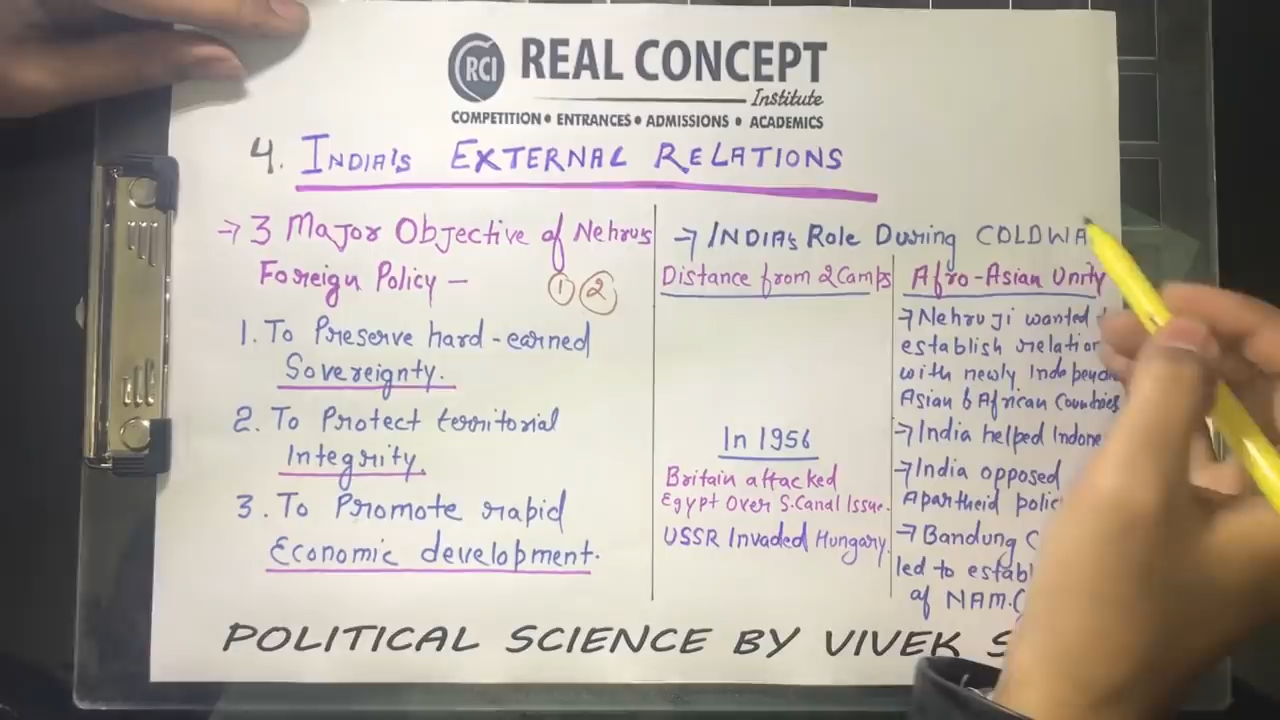 RCI
REAL CONCEPT
Institute
COMPETITION • ENTRANCES • ADMISSIONS • ACADEMICS
4. INDIA's EXTERNAL RELATIONS
→ 3 Major Objective of Nehrus
Foreign Policy –
① ②
1. To Preserve hard-earned
Sovereignty.
2. To Protect territorial
Integrity.
3. To Promote rapid
Economic development.
→ INDIA's Role During COLDWA
Distance from 2 Camps
In 1956
Britain attacked
Egypt Over S.Canal Issue.
USSR Invaded Hungary.
Afro-Asian Unity
→ Nehru Ji wanted
establish relation
with newly Indepen
Asian & African Countries
→ India helped Indone
→ India opposed
Apartheid polic
→ Bandung C
led to establ
of NAM.(
POLITICAL SCIENCE BY VIVEK S